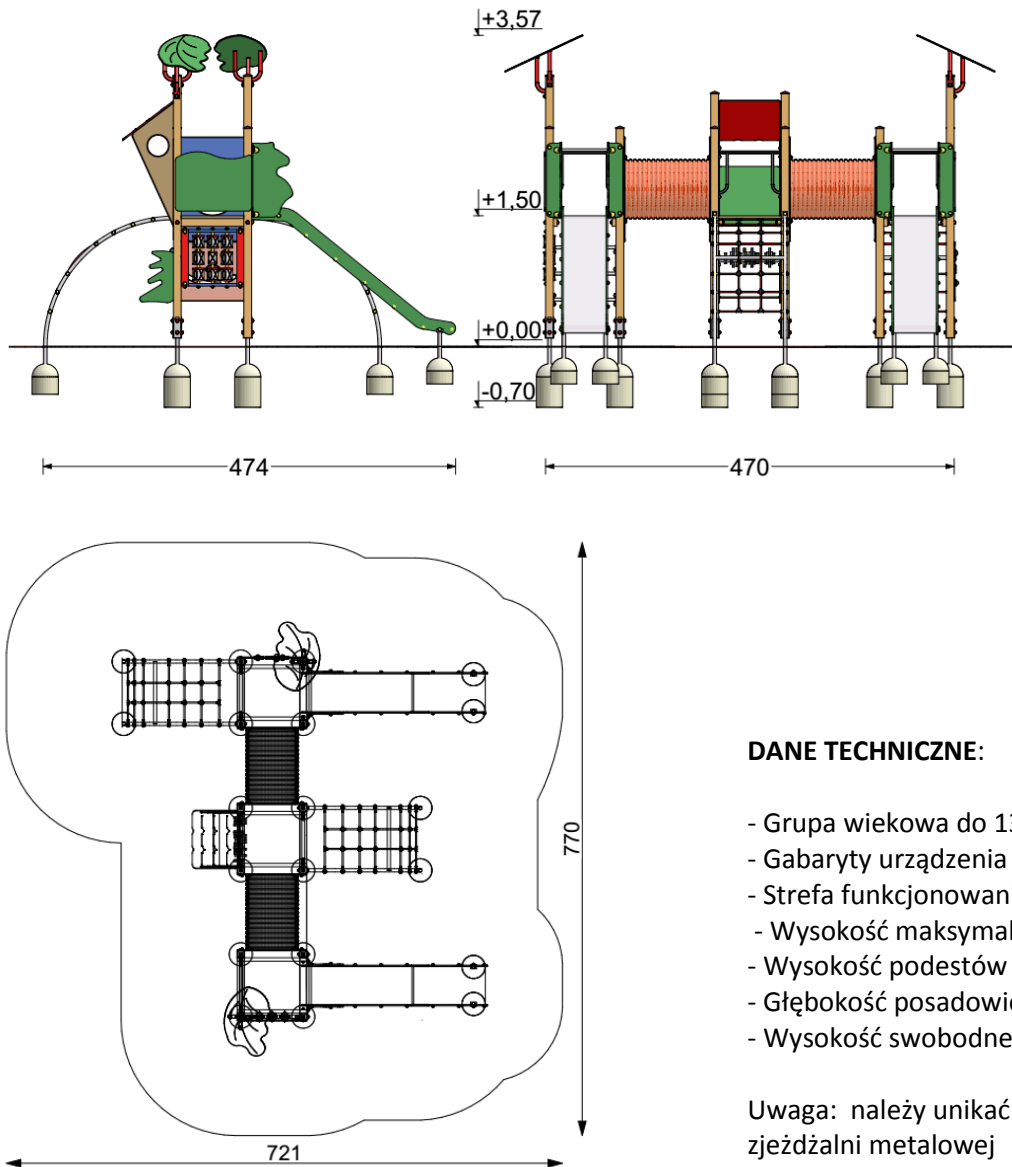 +3,57
+1,50
+0,00
-0,70
474
470
770
721
DANE TECHNICZNE:
- Grupa wiekowa do 13
- Gabaryty urządzenia
- Strefa funkcjonowan
- Wysokość maksymal
- Wysokość podestów
- Głębokość posadowi
- Wysokość swobodne
Uwaga: należy unikać
zjeżdżalni metalowej